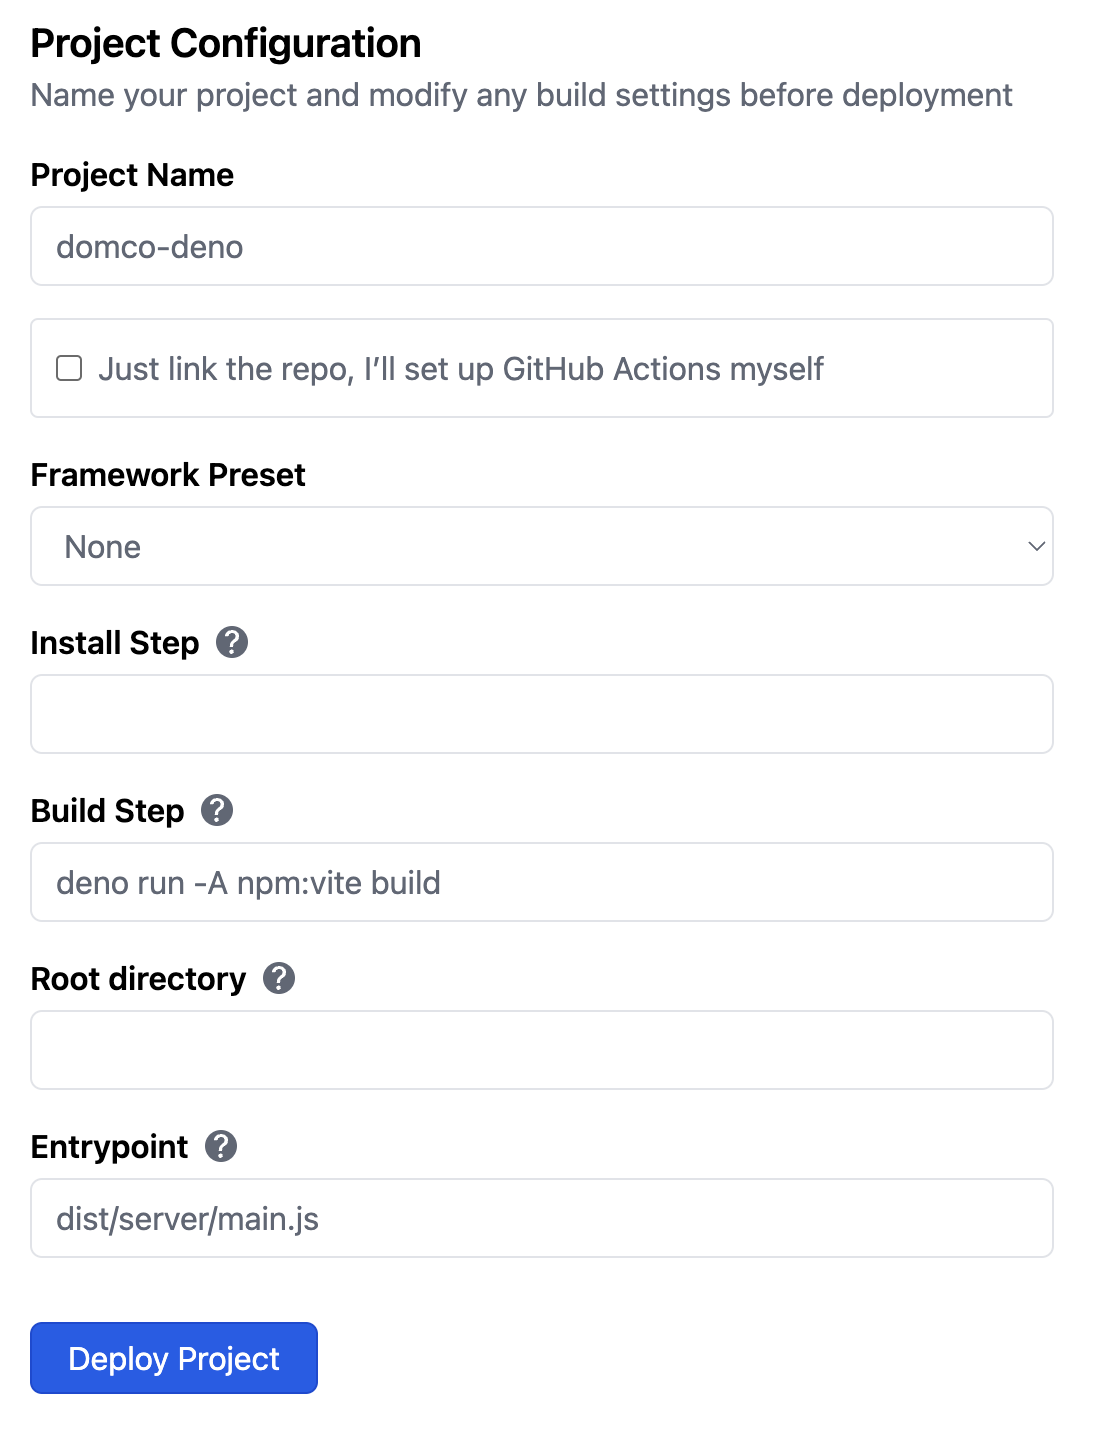 Project Configuration
Name your project and modify any build settings before deployment
Project Name
domco-deno
Just link the repo, I’ll set up GitHub Actions myself
Framework Preset
None
Install Step ?
Build Step ?
deno run -A npm:vite build
Root directory ?
Entrypoint ?
dist/server/main.js
Deploy Project